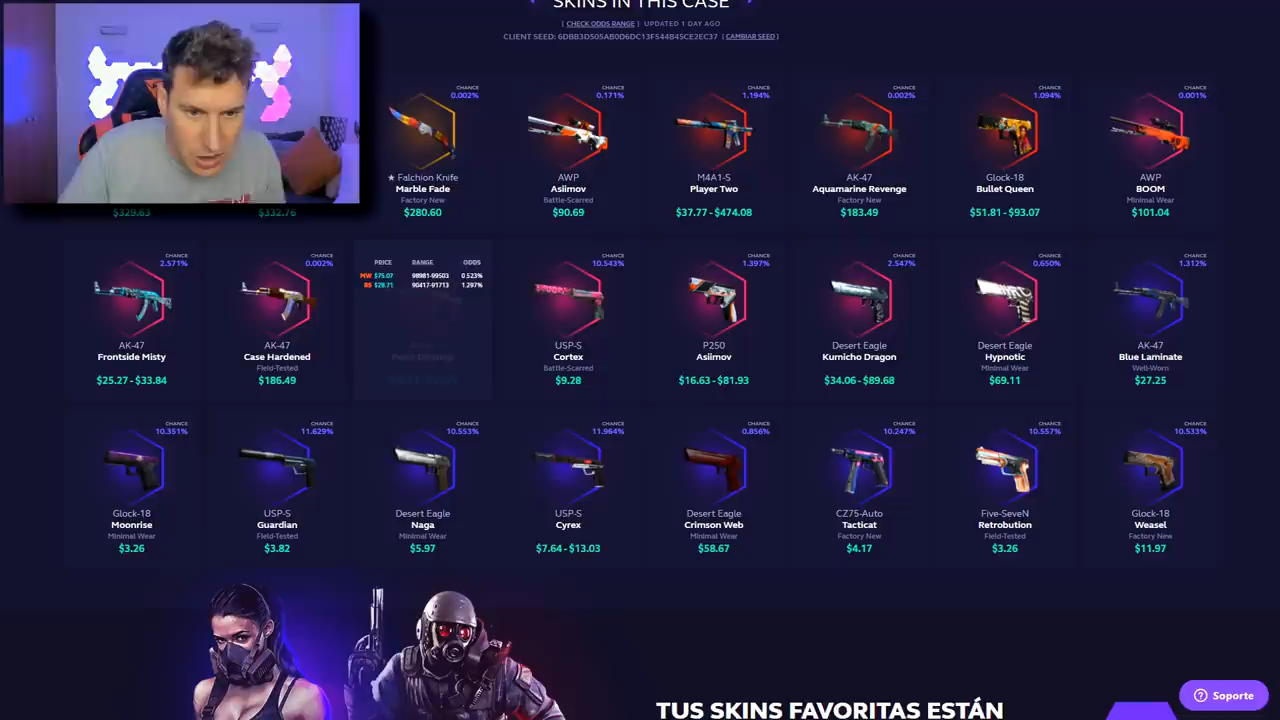 SKINS IN THIS CASE
[ CHECK ODDS RANGE ] UPDATED 1 DAY AGO
CLIENT SEED: 6DBB3D505AB0D6DC13F544B45CE2EC37 [ CAMBIAR SEED ]
CHANCE
0.002%
★ Falchion Knife
Marble Fade
Factory New
$280.60
CHANCE
0.171%
AWP
Asiimov
Battle-Scarred
$90.69
CHANCE
1.194%
M4A1-S
Player Two
$37.77 - $474.08
CHANCE
0.002%
AK-47
Aquamarine Revenge
Factory New
$183.49
CHANCE
1.094%
Glock-18
Bullet Queen
$51.81 - $93.07
CHANCE
0.001%
AWP
BOOM
Minimal Wear
$101.04
$329.63
$332.76
CHANCE
2.571%
AK-47
Frontside Misty
$25.27 - $33.84
CHANCE
0.002%
AK-47
Case Hardened
Field-Tested
$186.49
PRICE RANGE ODDS
MW $75.07 98981-99503 0.523%
BS $28.71 90417-91713 1.297%
CHANCE
10.543%
USP-S
Cortex
Battle-Scarred
$9.28
CHANCE
1.397%
P250
Asiimov
$16.63 - $81.93
CHANCE
2.547%
Desert Eagle
Kumicho Dragon
$34.06 - $89.68
CHANCE
0.650%
Desert Eagle
Hypnotic
Minimal Wear
$69.11
CHANCE
1.312%
AK-47
Blue Laminate
Well-Worn
$27.25
CHANCE
10.351%
Glock-18
Moonrise
Minimal Wear
$3.26
CHANCE
11.629%
USP-S
Guardian
Field-Tested
$3.82
CHANCE
10.553%
Desert Eagle
Naga
Minimal Wear
$5.97
CHANCE
11.964%
USP-S
Cyrex
$7.64 - $13.03
CHANCE
0.856%
Desert Eagle
Crimson Web
Minimal Wear
$58.67
CHANCE
10.247%
CZ75-Auto
Tacticat
Factory New
$4.17
CHANCE
10.557%
Five-SeveN
Retrobution
Field-Tested
$3.26
CHANCE
10.533%
Glock-18
Weasel
Factory New
$11.97
TUS SKINS FAVORITAS ESTÁN
Soporte